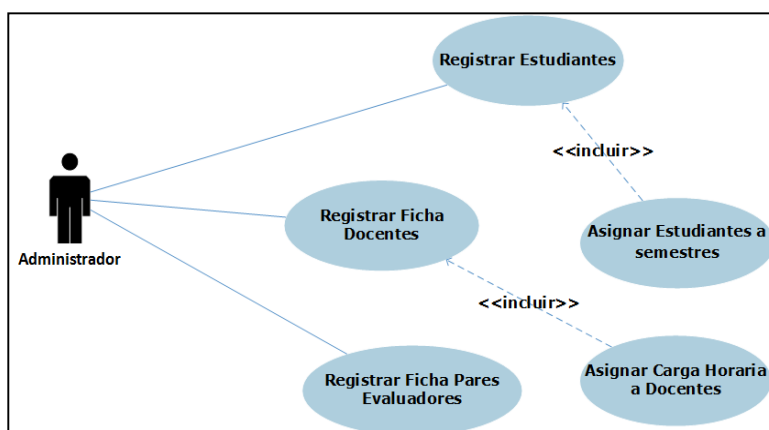 Registrar Estudiantes
<<incluir>>
Registrar Ficha
Docentes
Asignar Estudiantes a
semestres
Administrador
<<incluir>>
Registrar Ficha Pares
Evaluadores
Asignar Carga Horaria
a Docentes